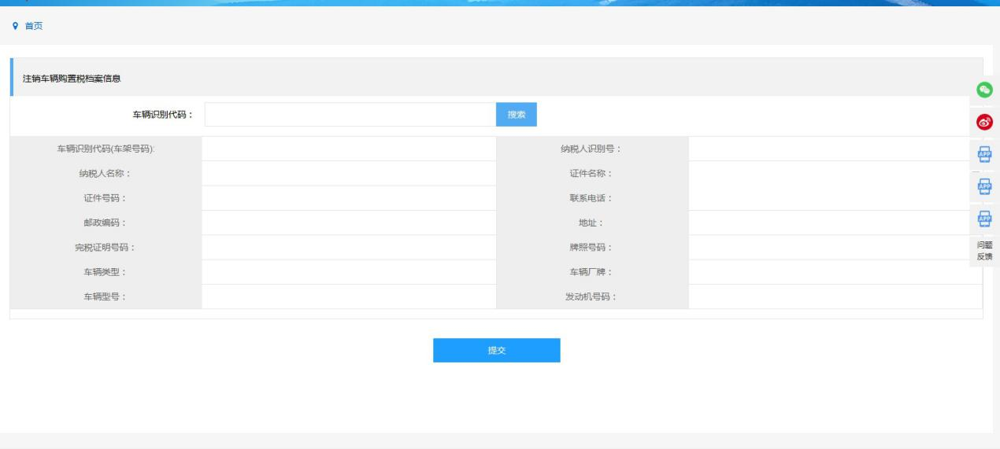 首页
注销车辆购置税档案信息
车辆识别代码：
搜索
车辆识别代码(车架号码):
纳税人识别号：
纳税人名称：
证件名称：
证件号码：
联系电话：
邮政编码：
地址：
完税证明号码：
牌照号码：
车辆类型：
车辆厂牌：
车辆型号：
发动机号码：
提交
APP
APP
APP
问题
反馈